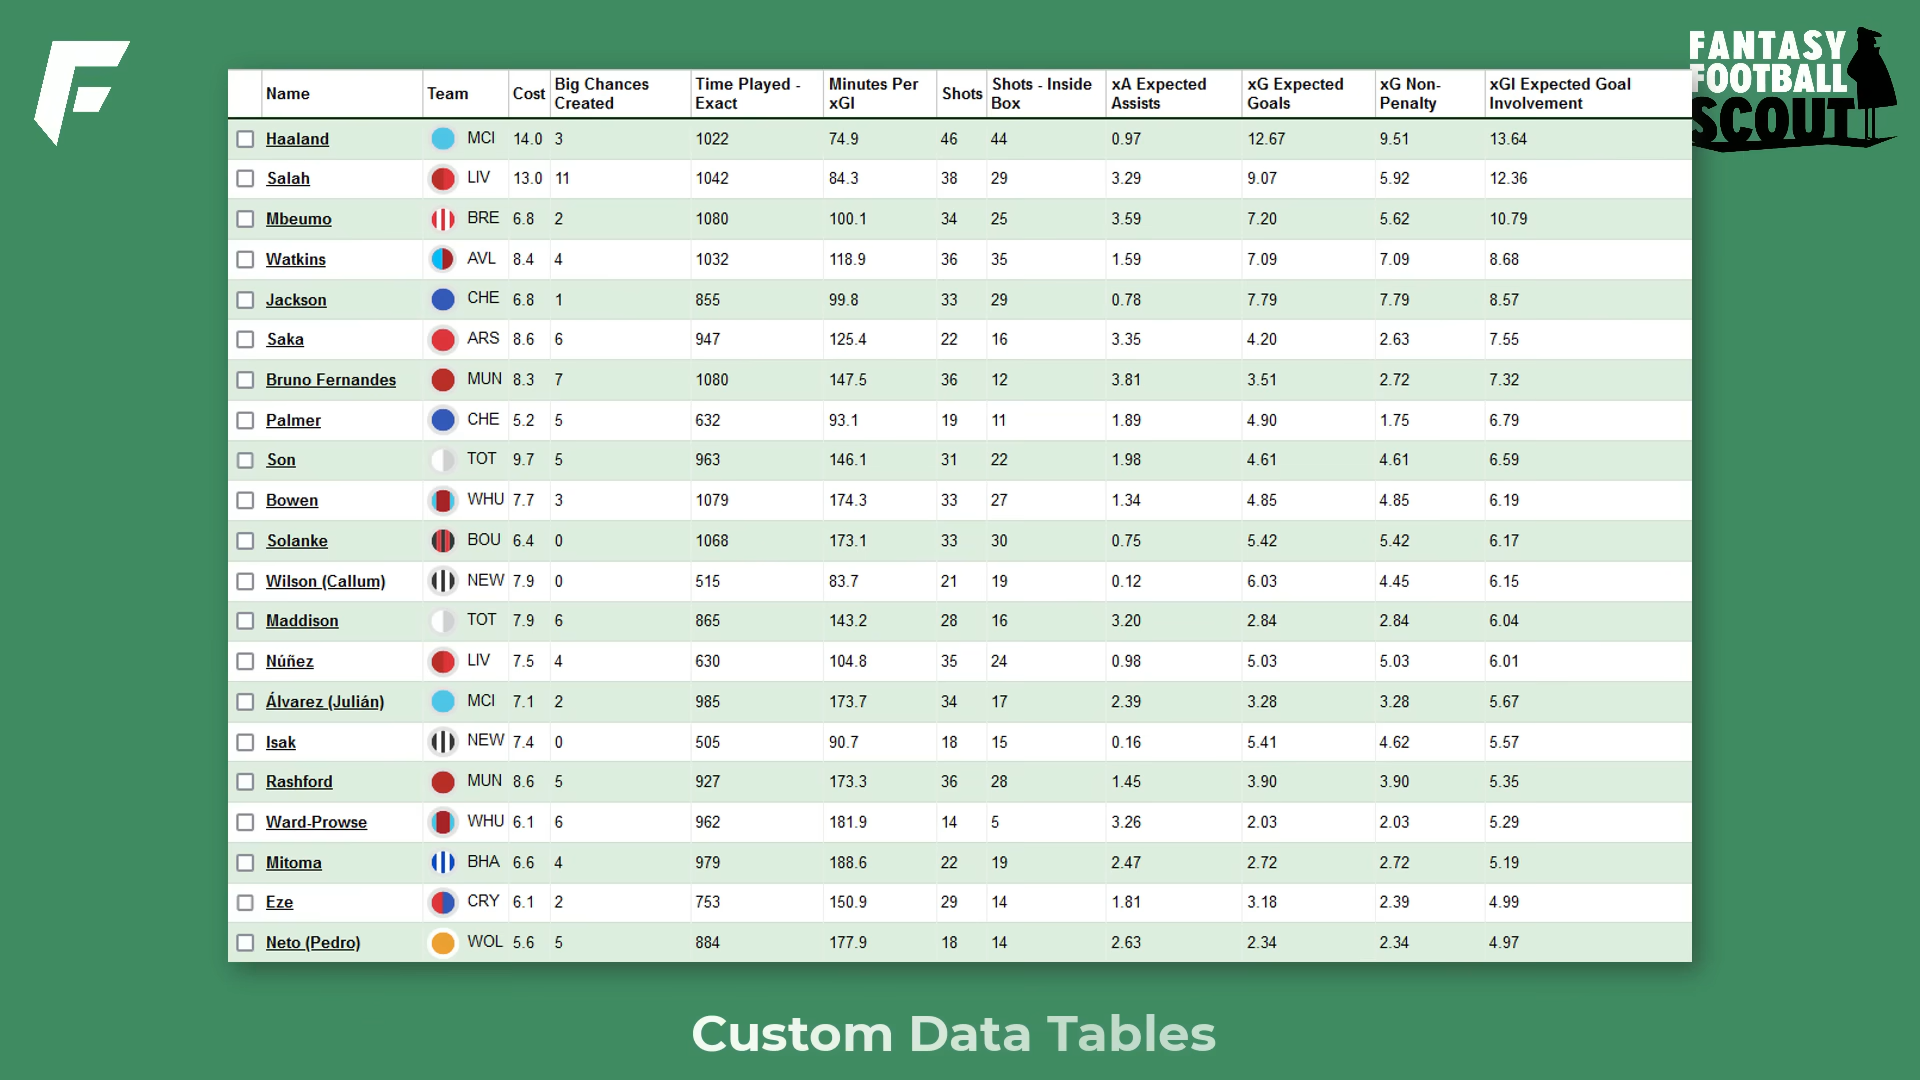 FANTASY
FOOTBALL
SCOUT
Name Team Cost Big Chances Created Time Played - Exact Minutes Per xGI Shots Shots - Inside Box xA Expected Assists xG Expected Goals xG Non-Penalty xGI Expected Goal Involvement
Haaland MCI 14.0 3 1022 74.9 46 44 0.97 12.67 9.51 13.64
Salah LIV 13.0 11 1042 84.3 38 29 3.29 9.07 5.92 12.36
Mbeumo BRE 6.8 2 1080 100.1 34 25 3.59 7.20 5.62 10.79
Watkins AVL 8.4 4 1032 118.9 36 35 1.59 7.09 7.09 8.68
Jackson CHE 6.8 1 855 99.8 33 29 0.78 7.79 7.79 8.57
Saka ARS 8.6 6 947 125.4 22 16 3.35 4.20 2.63 7.55
Bruno Fernandes MUN 8.3 7 1080 147.5 36 12 3.81 3.51 2.72 7.32
Palmer CHE 5.2 5 632 93.1 19 11 1.89 4.90 1.75 6.79
Son TOT 9.7 5 963 146.1 31 22 1.98 4.61 4.61 6.59
Bowen WHU 7.7 3 1079 174.3 33 27 1.34 4.85 4.85 6.19
Solanke BOU 6.4 0 1068 173.1 33 30 0.75 5.42 5.42 6.17
Wilson (Callum) NEW 7.9 0 515 83.7 21 19 0.12 6.03 4.45 6.15
Maddison TOT 7.9 6 865 143.2 28 16 3.20 2.84 2.84 6.04
Núñez LIV 7.5 4 630 104.8 35 24 0.98 5.03 5.03 6.01
Álvarez (Julián) MCI 7.1 2 985 173.7 34 17 2.39 3.28 3.28 5.67
Isak NEW 7.4 0 505 90.7 18 15 0.16 5.41 4.62 5.57
Rashford MUN 8.6 5 927 173.3 36 28 1.45 3.90 3.90 5.35
Ward-Prowse WHU 6.1 6 962 181.9 14 5 3.26 2.03 2.03 5.29
Mitoma BHA 6.6 4 979 188.6 22 19 2.47 2.72 2.72 5.19
Eze CRY 6.1 2 753 150.9 29 14 1.81 3.18 2.39 4.99
Neto (Pedro) WOL 5.6 5 884 177.9 18 14 2.63 2.34 2.34 4.97
Custom Data Tables